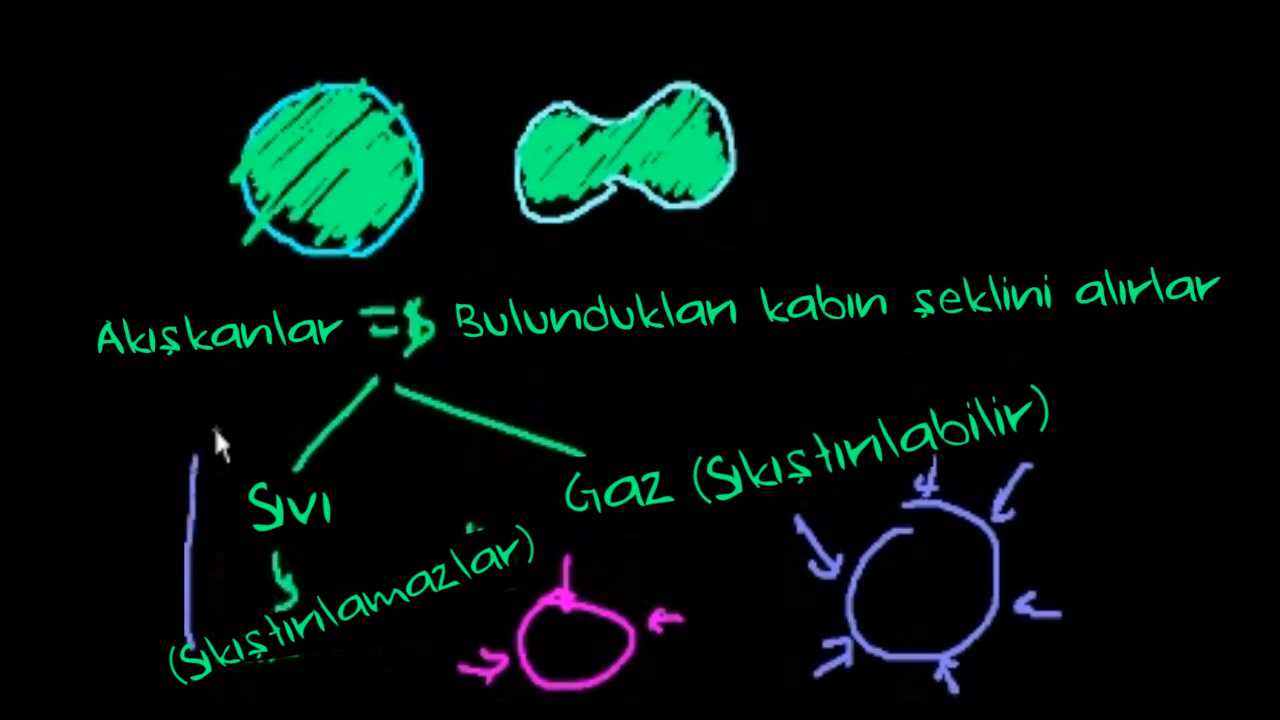 Akışkanlar => Bulundukları kabın şeklini alırlar
Sıvı
Gaz (Sıkıştırılabilir)
(Sıkıştırılamazlar)